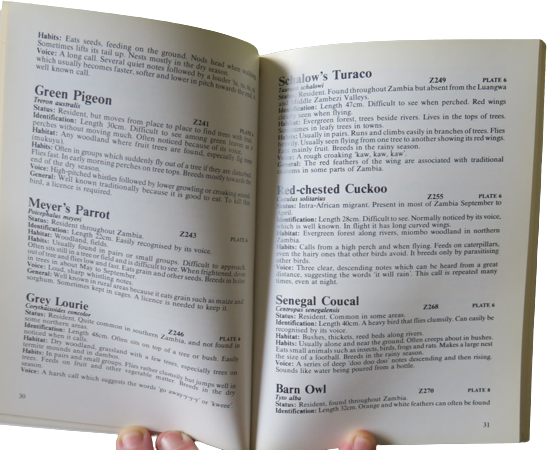 Habits: Eats seeds, feeding on the ground. Nods head while walking.
Sometimes lifts its tail up. Nests mostly in the dry season.
Voice: A long call. Several quiet notes followed by a louder
which usually becomes faster, softer and lower in pitch towards the end. A
well known call.
Green Pigeon
Treron australis Z241 PLATE
Status: Resident, but moves from place to place to find trees with fruit.
Identification: Length 30cm. Difficult to see among green leaves, as it
perches without moving much. Often noticed because of its voice.
Habitat: Any woodland where fruit trees are found, especially fig trees
(mukuyu).
Habits: Often in groups which suddenly fly out of a tree if they are disturbed.
Flies fast. In early morning perches on tree tops. Breeds mostly towards the
end of the dry season.
Voice: High-pitched whistles followed by lower growling or croaking sound.
General: Well known traditionally because it is good to eat. To kill this
bird, a licence is required.
Meyer's Parrot
Poicephalus meyeri Z243 PLATE 6
Status: Resident throughout Zambia.
Identification: Length 22cm. Easily recognised by its voice.
Habitat: Woodland, fields.
Habits: Usually found in pairs or small groups. Difficult to approach.
Often sits still in a tree or field and is difficult to see. When frightened, dives
out of tree and flies low and fast. Eats grain and other seeds. Breeds in holes
in trees in about May to September.
Voice: Loud, sharp whistling notes.
General: Well known in rural areas because it eats grain such as maize and
sorghum. Sometimes kept in cages. A licence is needed to keep it.
Grey Lourie
Corythaixoides concolor Z246 PLATE 6
Status: Resident. Quite common in southern Zambia, and not found in
some northern areas.
Identification: Length 48cm. Often sits on top of a tree or bush. Easily
noticed when it calls.
Habitat: Dry woodland, grassland with a few trees, especially trees on
termite mounds and in dambos.
Habits: In pairs and small groups. Flies rather clumsily, but jumps well in
trees. Feeds on fruit and other vegetable matter. Breeds in the dry
season.
Voice: A harsh call which suggests the words 'go away-y-y-y' or 'kweee'.
30
Schalow's Turaco
Tauraco schalowi Z249 PLATE 6
Status: Resident. Found throughout Zambia but absent from the Luangwa
and Middle Zambezi Valleys.
Identification: Length 47cm. Difficult to see when perched. Red wings
clearly seen when flying.
Habitat: Evergreen forest, trees beside rivers. Lives in the tops of trees.
Sometimes in leafy trees in towns.
Habits: Usually in pairs. Runs and climbs easily in branches of trees. Flies
heavily. Usually seen flying from one tree to another showing its red wings.
Eats mainly fruit. Breeds in the rainy season.
Voice: A rough croaking 'kaw, kaw, kaw'.
General: The red feathers of the wing are associated with traditional
customs in some parts of Zambia.
Red-chested Cuckoo
Cuculus solitarius Z255 PLATE 6
Status: Intra-African migrant. Present in most of Zambia September to
April.
Identification: Length 28cm. Difficult to see. Normally noticed by its voice,
which is well known. In flight it has long curved wings.
Habitat: Evergreen forest along rivers, miombo woodland in northern
Zambia.
Habits: Calls from a high perch and when flying. Feeds on caterpillars,
even the hairy ones that other birds avoid. It breeds only by parasitising
other birds.
Voice: Three clear, descending notes which can be heard from a great
distance, suggesting the words 'it will rain'. This call is repeated many
times, even at night.
Senegal Coucal
Centropus senegalensis Z268 PLATE 6
Status: Resident. Common in some areas.
Identification: Length 40cm. A heavy bird that flies clumsily. Can easily be
recognised by its voice.
Habitat: Bushes, thickets, reed beds along rivers.
Habits: Usually alone and near the ground. Often creeps about in bushes.
Eats small animals such as insects, birds, frogs and rats. Makes a large nest
the size of a football. Breeds in the rainy season.
Voice: A series of deep 'doo doo doo' notes descending and then rising.
Sounds like water being poured from a bottle.
Barn Owl
Tyto alba Z270 PLATE 8
Status: Resident, found throughout Zambia.
Identification: Length 32cm. Orange and white feathers can often be found
31